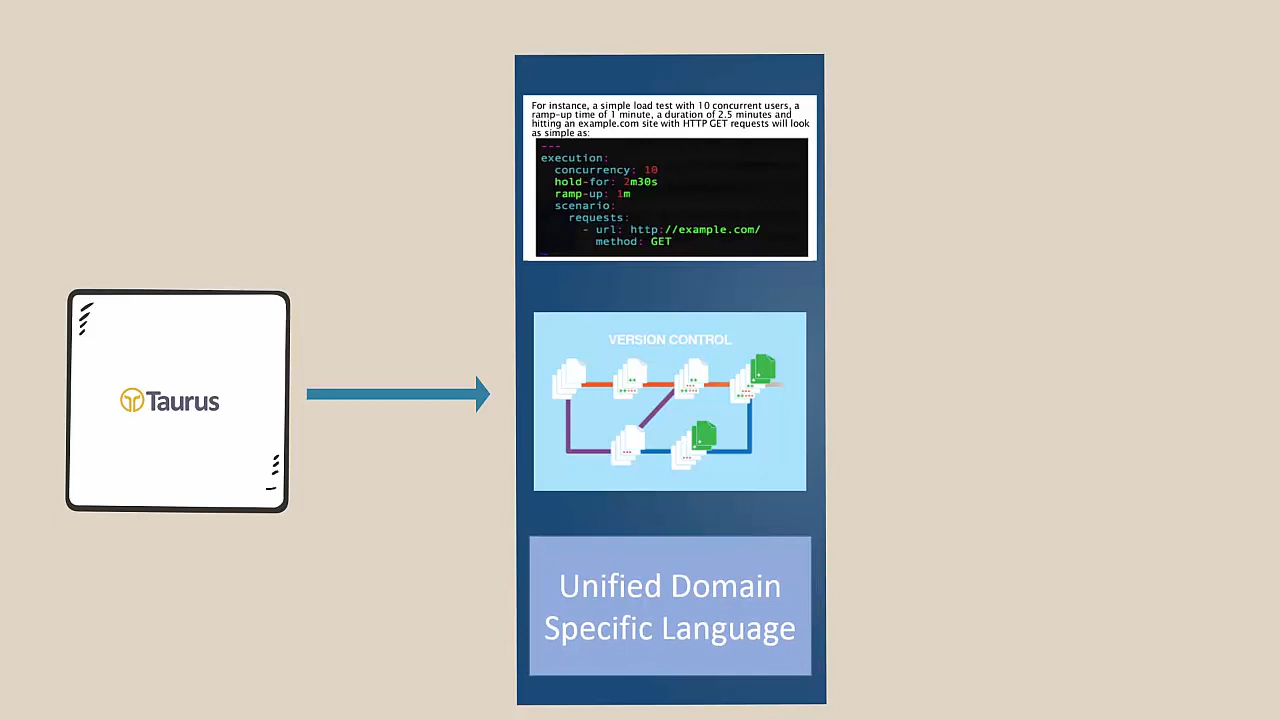 Taurus
For instance, a simple load test with 10 concurrent users, a
ramp-up time of 1 minute, a duration of 2.5 minutes and
hitting an example.com site with HTTP GET requests will look
as simple as:
---
execution:
concurrency: 10
hold-for: 2m30s
ramp-up: 1m
scenario:
requests:
- url: http://example.com/
method: GET
VERSION CONTROL
Unified Domain
Specific Language